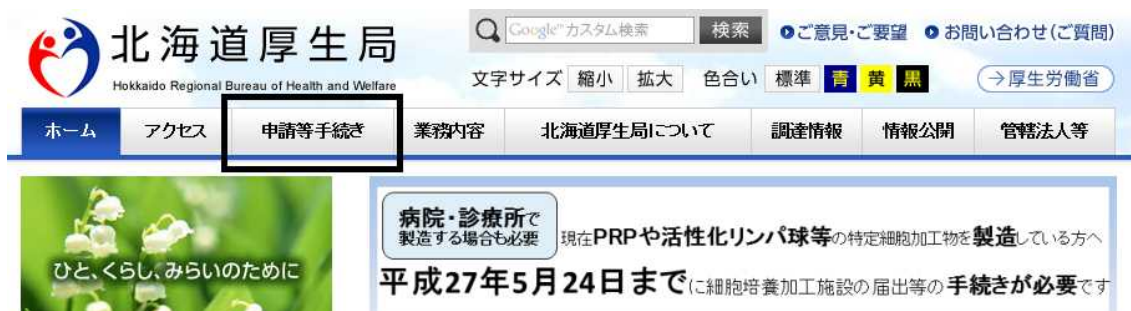 北海道厚生局
Hokkaido Regional Bureau of Health and Welfare
Google™ カスタム検索 検索 ご意見・ご要望 お問い合わせ(ご質問)
文字サイズ 縮小 拡大 色合い 標準 青 黄 黒 →厚生労働省
ホーム アクセス 申請等手続き 業務内容 北海道厚生局について 調達情報 情報公開 管轄法人等
ひと、くらし、みらいのために
病院・診療所で
製造する場合も必要
現在PRPや活性化リンパ球等の特定細胞加工物を製造している方へ
平成27年5月24日までに細胞培養加工施設の届出等の手続きが必要です